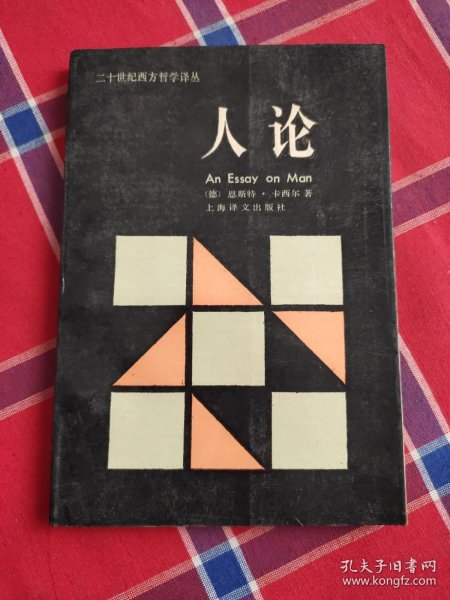 二十世纪西方哲学译丛
人论
An Essay on Man
(德) 恩斯特·卡西尔 著
上海译文出版社
孔夫子旧书网
www.kongfz.com